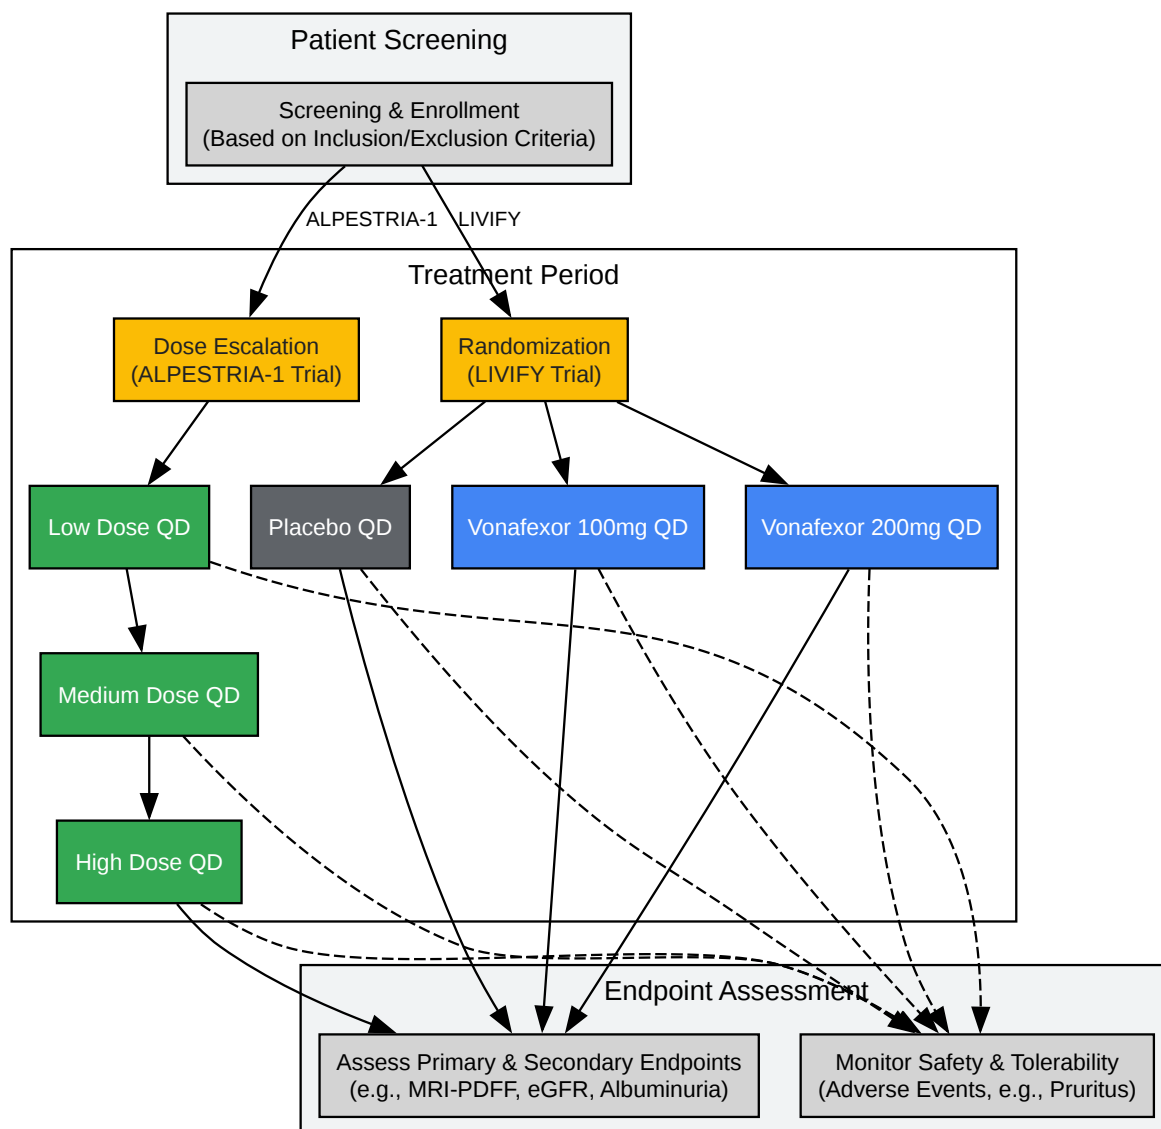 Patient Screening
Screening & Enrollment
(Based on Inclusion/Exclusion Criteria)
ALPESTRIA-1
LIVIFY
Treatment Period
Dose Escalation
(ALPESTRIA-1 Trial)
Randomization
(LIVIFY Trial)
Low Dose QD
Placebo QD
Vonafexor 100mg QD
Vonafexor 200mg QD
Medium Dose QD
High Dose QD
Endpoint Assessment
Assess Primary & Secondary Endpoints
(e.g., MRI-PDFF, eGFR, Albuminuria)
Monitor Safety & Tolerability
(Adverse Events, e.g., Pruritus)